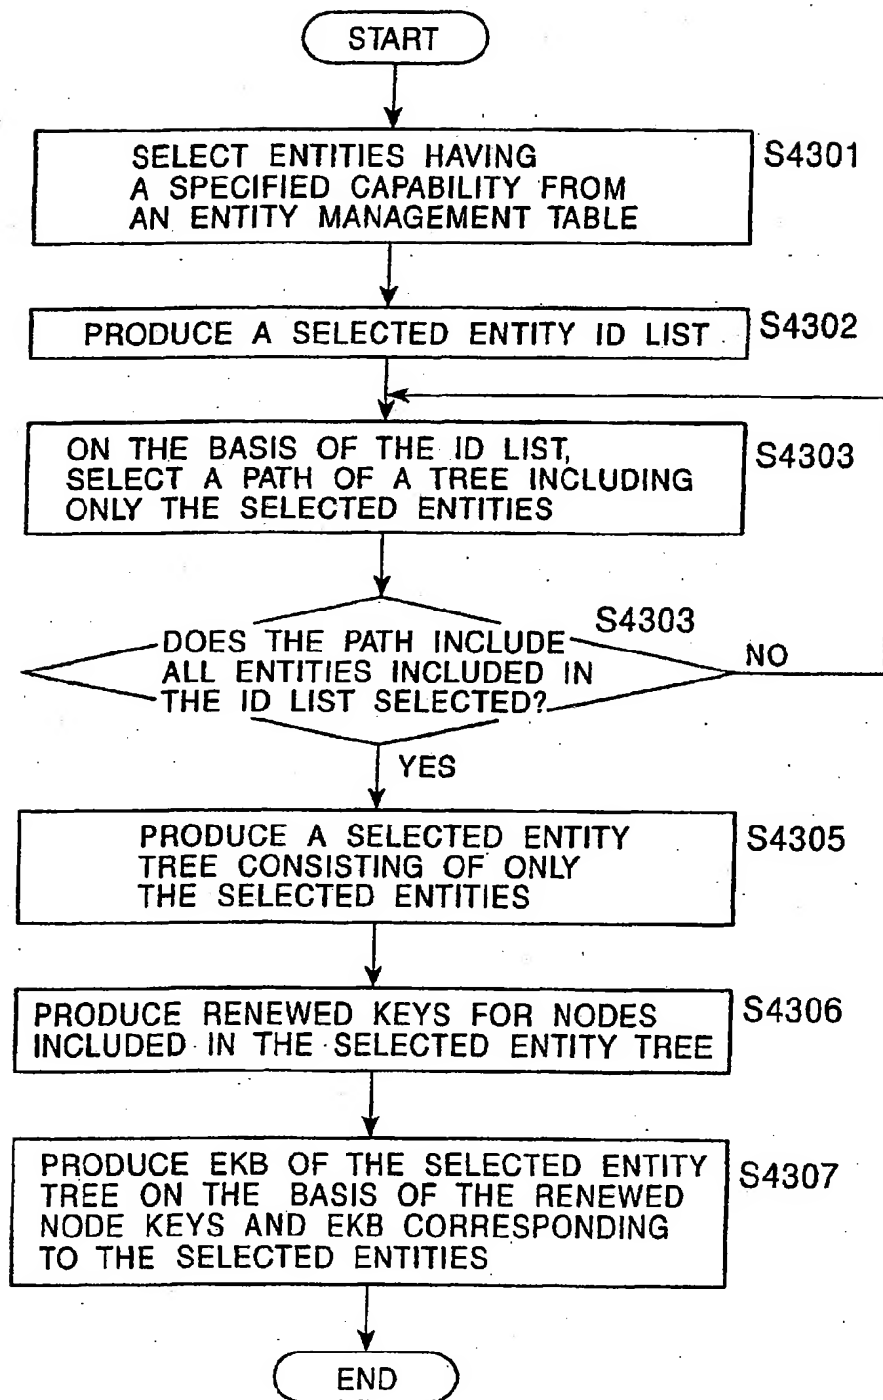 START
SELECT ENTITIES HAVING
A SPECIFIED CAPABILITY FROM
AN ENTITY MANAGEMENT TABLE
S4301
PRODUCE A SELECTED ENTITY ID LIST
S4302
ON THE BASIS OF THE ID LIST,
SELECT A PATH OF A TREE INCLUDING
ONLY THE SELECTED ENTITIES
S4303
S4303
DOES THE PATH INCLUDE
ALL ENTITIES INCLUDED IN
THE ID LIST SELECTED?
NO
YES
PRODUCE A SELECTED ENTITY
TREE CONSISTING OF ONLY
THE SELECTED ENTITIES
S4305
PRODUCE RENEWED KEYS FOR NODES
INCLUDED IN THE SELECTED ENTITY TREE
S4306
PRODUCE EKB OF THE SELECTED ENTITY
TREE ON THE BASIS OF THE RENEWED
NODE KEYS AND EKB CORRESPONDING
TO THE SELECTED ENTITIES
S4307
END